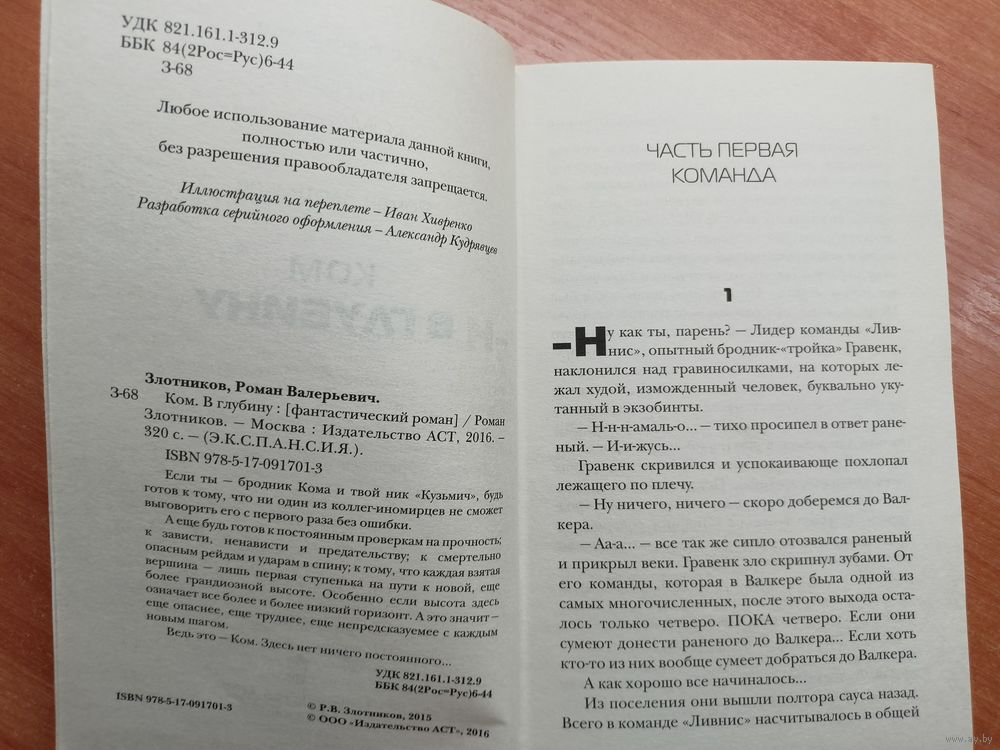 УДК 821.161.1-312.9
ББК 84(2Рос=Рус)6-44
З-68
Любое использование материала данной книги,
полностью или частично,
без разрешения правообладателя запрещается.
Иллюстрация на переплете – Иван Хивренко
Разработка серийного оформления – Александр Кудрявцев
КОМ
В ГЛУБИНУ
Злотников, Роман Валерьевич.
З-68 Ком. В глубину : [фантастический роман] / Роман
Злотников. – Москва : Издательство АСТ, 2016. –
320 с. – (Э.К.С.П.А.Н.С.И.Я.).
ISBN 978-5-17-091701-3
Если ты – бродник Кома и твой ник «Кузьмич», будь
готов к тому, что ни один из коллег-иномирцев не сможет
выговорить его с первого раза без ошибки.
А еще будь готов к постоянным проверкам на прочность;
к зависти, ненависти и предательству; к смертельно
опасным рейдам и ударам в спину; к тому, что каждая взятая
вершина – лишь первая ступенька на пути к новой, еще
более грандиозной высоте. Особенно если высота здесь
означает все более и более низкий горизонт. А это значит –
еще опаснее, еще труднее, еще непредсказуемее с каждым
новым шагом.
Ведь это – Ком. Здесь нет ничего постоянного...
УДК 821.161.1-312.9
ББК 84(2Рос=Рус)6-44
ISBN 978-5-17-091701-3
© Р.В. Злотников, 2015
© ООО «Издательство АСТ», 2016
ЧАСТЬ ПЕРВАЯ
КОМАНДА
1
– Ну как ты, парень? – Лидер команды «Лив-
нис», опытный бродник-«тройка» Гравенк,
наклонился над гравиносилками, на которых ле-
жал худой, изможденный человек, буквально уку-
танный в экзобинты.
– Н-н-н-амаль-о... – тихо просипел в ответ ране-
ный. – И-и-жусь...
Гравенк скривился и успокаивающе похлопал
лежащего по плечу.
– Ну ничего, ничего – скоро доберемся до Вал-
кера.
– Аа-а... – все так же сипло отозвался раненый
и прикрыл веки. Гравенк зло скрипнул зубами. От
его команды, которая в Валкере была одной из
самых многочисленных, после этого выхода оста-
лось только четверо. ПОКА четверо. Если они
сумеют донести раненого до Валкера... Если хоть
кто-то из них вообще сумеет добраться до Валкера.
А как хорошо все начиналось...
Из поселения они вышли полтора сауса назад.
Всего в команде «Ливнис» насчитывалось в общей
www.ay.by